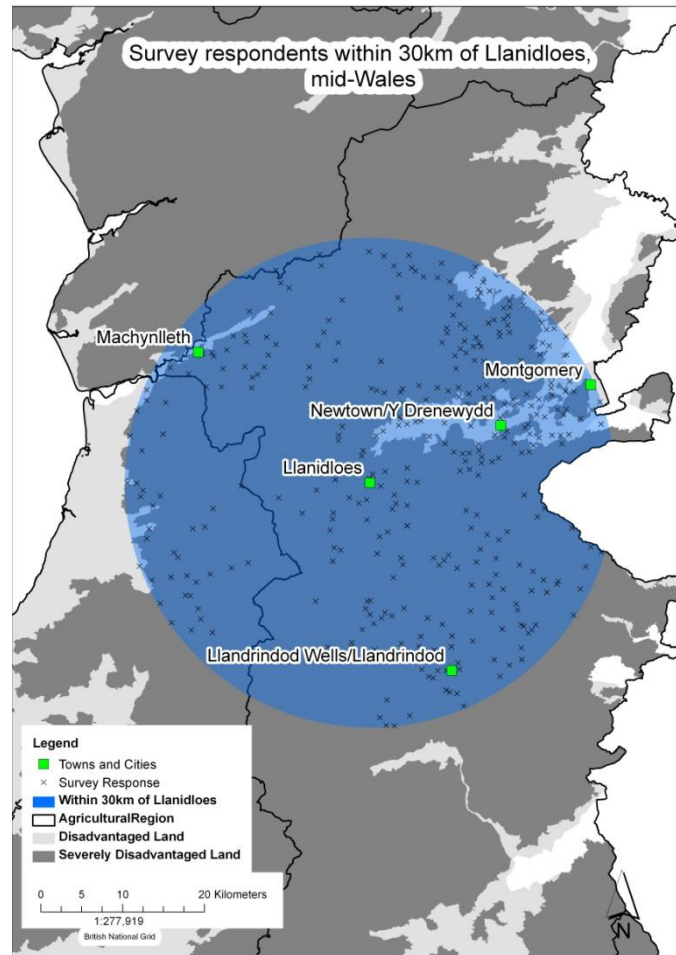 Survey respondents within 30km of Llanidloes,
mid-Wales
Machynlleth
Montgomery
Newtown/Y Drenewydd
Llanidloes
Llandrindod Wells/Llandrindod
Legend
Towns and Cities
Survey Response
Within 30km of Llanidloes
AgriculturalRegion
Disadvantaged Land
Severely Disadvantaged Land
0 5 10 20 Kilometers
1:277,919
British National Grid
N